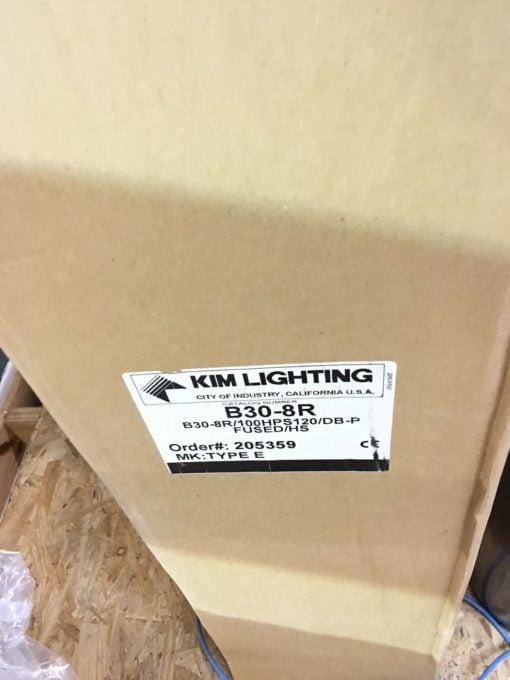 KIM LIGHTING
CITY OF INDUSTRY, CALIFORNIA U.S.A.
CATALOG NUMBER
B30-8R
B30-8R/100HPS120/DB-P
FUSED/HS
Order#: 205359
CE
MK:TYPE E